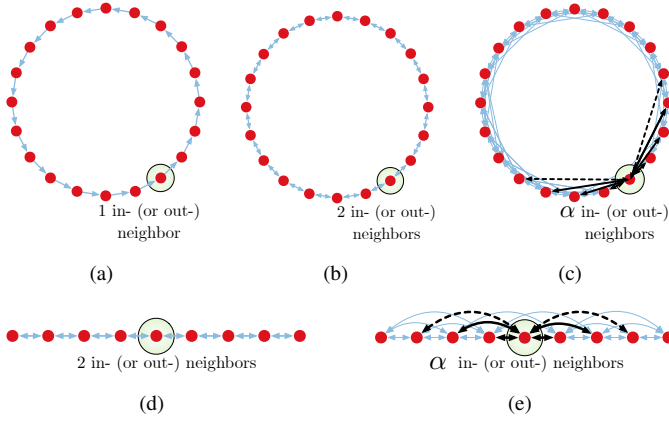 1 in- (or out-)
neighbor
(a)
2 in- (or out-)
neighbors
(b)
α in- (or out-)
neighbors
(c)
2 in- (or out-) neighbors
(d)
α in- (or out-) neighbors
(e)